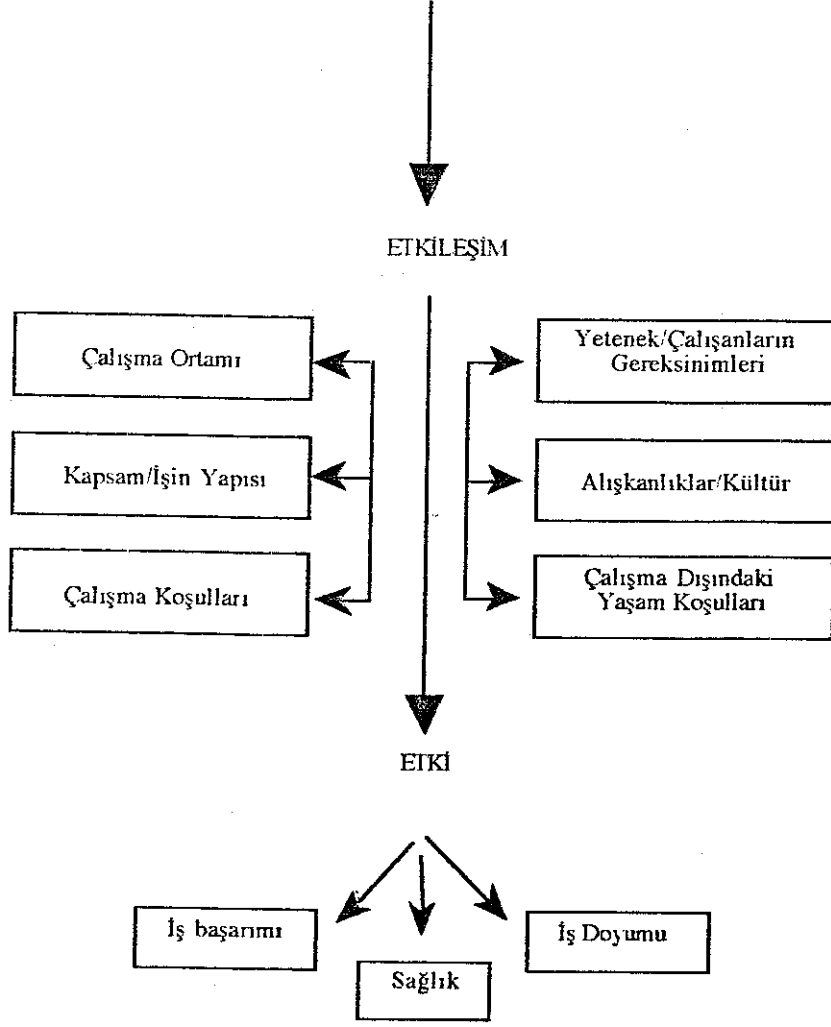 ETKİLEŞİM
Çalışma Ortamı
Yetenek/Çalışanların
Gereksinimleri
Kapsam/İşin Yapısı
Alışkanlıklar/Kültür
Çalışma Koşulları
Çalışma Dışındaki
Yaşam Koşulları
ETKİ
İş başarımı
Sağlık
İş Doyumu